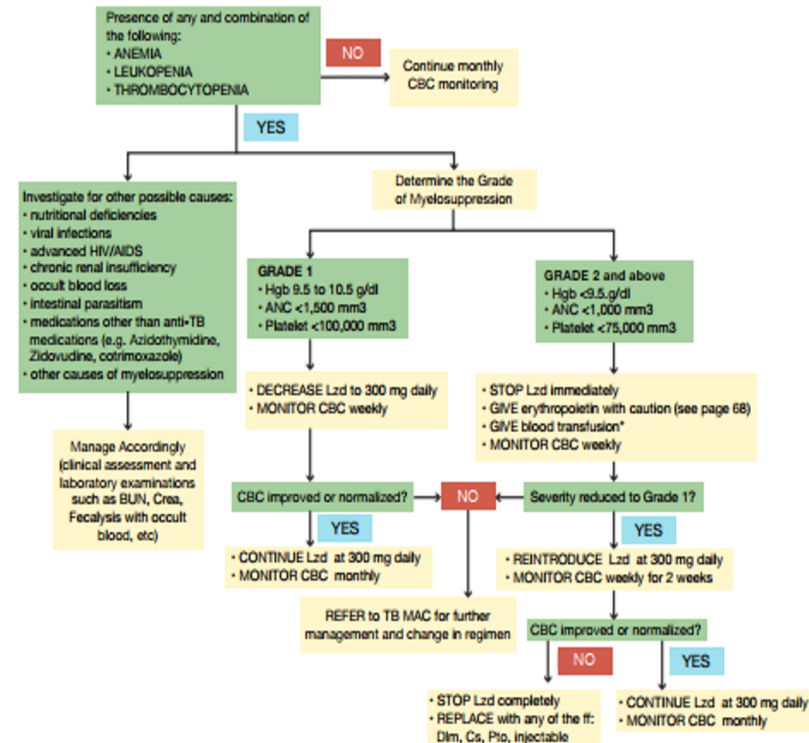 Presence of any and combination of
the following:
• ANEMIA
• LEUKOPENIA
• THROMBOCYTOPENIA
NO
Continue monthly
CBC monitoring
YES
Investigate for other possible causes:
• nutritional deficiencies
• viral infections
• advanced HIV/AIDS
• chronic renal insufficiency
• occult blood loss
• intestinal parasitism
• medications other than anti-TB
medications (e.g. Azidothymidine,
Zidovudine, cotrimoxazole)
• other causes of myelosuppression
Manage Accordingly
(clinical assessment and
laboratory examinations
such as BUN, Crea,
Fecalysis with occult
blood, etc)
Determine the Grade
of Myelosuppression
GRADE 1
• Hgb 9.5 to 10.5 g/dl
• ANC <1,500 mm3
• Platelet <100,000 mm3
GRADE 2 and above
• Hgb <9.5.g/dl
• ANC <1,000 mm3
• Platelet <75,000 mm3
• DECREASE Lzd to 300 mg daily
• MONITOR CBC weekly
• STOP Lzd immediately
• GIVE erythropoietin with caution (see page 68)
• GIVE blood transfustion*
• MONITOR CBC weekly
CBC improved or normalized?
NO
Severity reduced to Grade 1?
YES
YES
• CONTINUE Lzd at 300 mg daily
• MONITOR CBC monthly
• REINTRODUCE Lzd at 300 mg daily
• MONITOR CBC weekly for 2 weeks
REFER to TB MAC for further
management and change in regimen
CBC improved or normalized?
NO
YES
• STOP Lzd completely
• REPLACE with any of the ff:
Dlm, Cs, Pto, injectable
• CONTINUE Lzd at 300 mg daily
• MONITOR CBC monthly